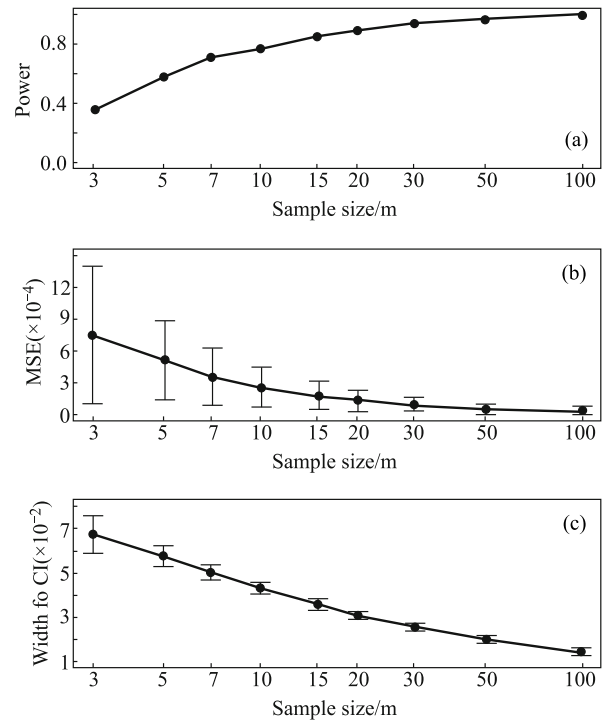 0.8
0.4
0.0
Power
(a)
3 5 7 10 15 20 30 50 100
Sample size/m
12
9
6
3
0
MSE(×10⁻⁴)
(b)
3 5 7 10 15 20 30 50 100
Sample size/m
7
5
3
1
Width fo CI(×10⁻²)
(c)
3 5 7 10 15 20 30 50 100
Sample size/m